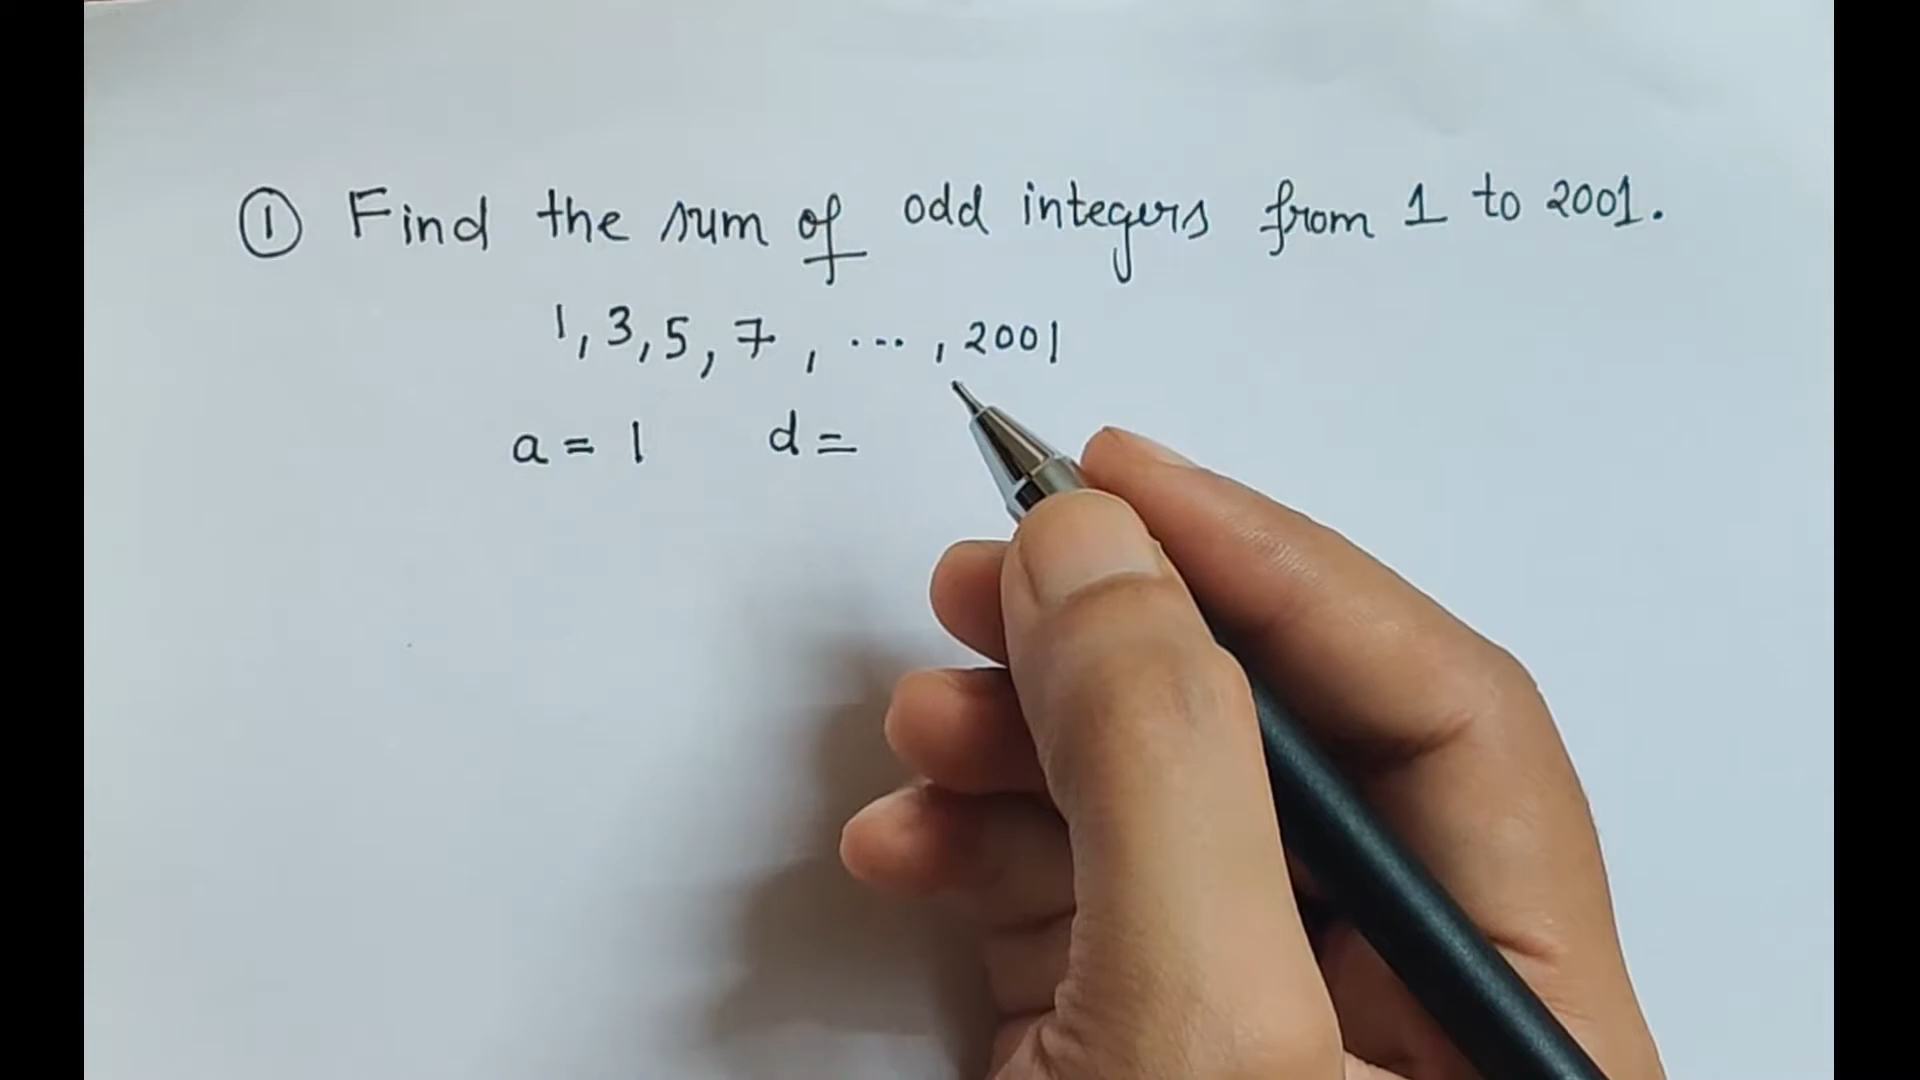 ① Find the sum of odd integers from 1 to 2001.
1, 3, 5, 7, ..., 2001
a = 1 d =